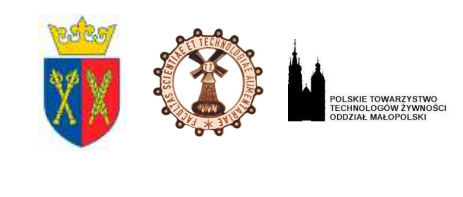 FACULTAS SCIENTIAE ET TECHNOLOGIAE ALIMENTARIAE
POLSKIE TOWARZYSTWO
TECHNOLOGÓW ŻYWNOŚCI
ODDZIAŁ MAŁOPOLSKI